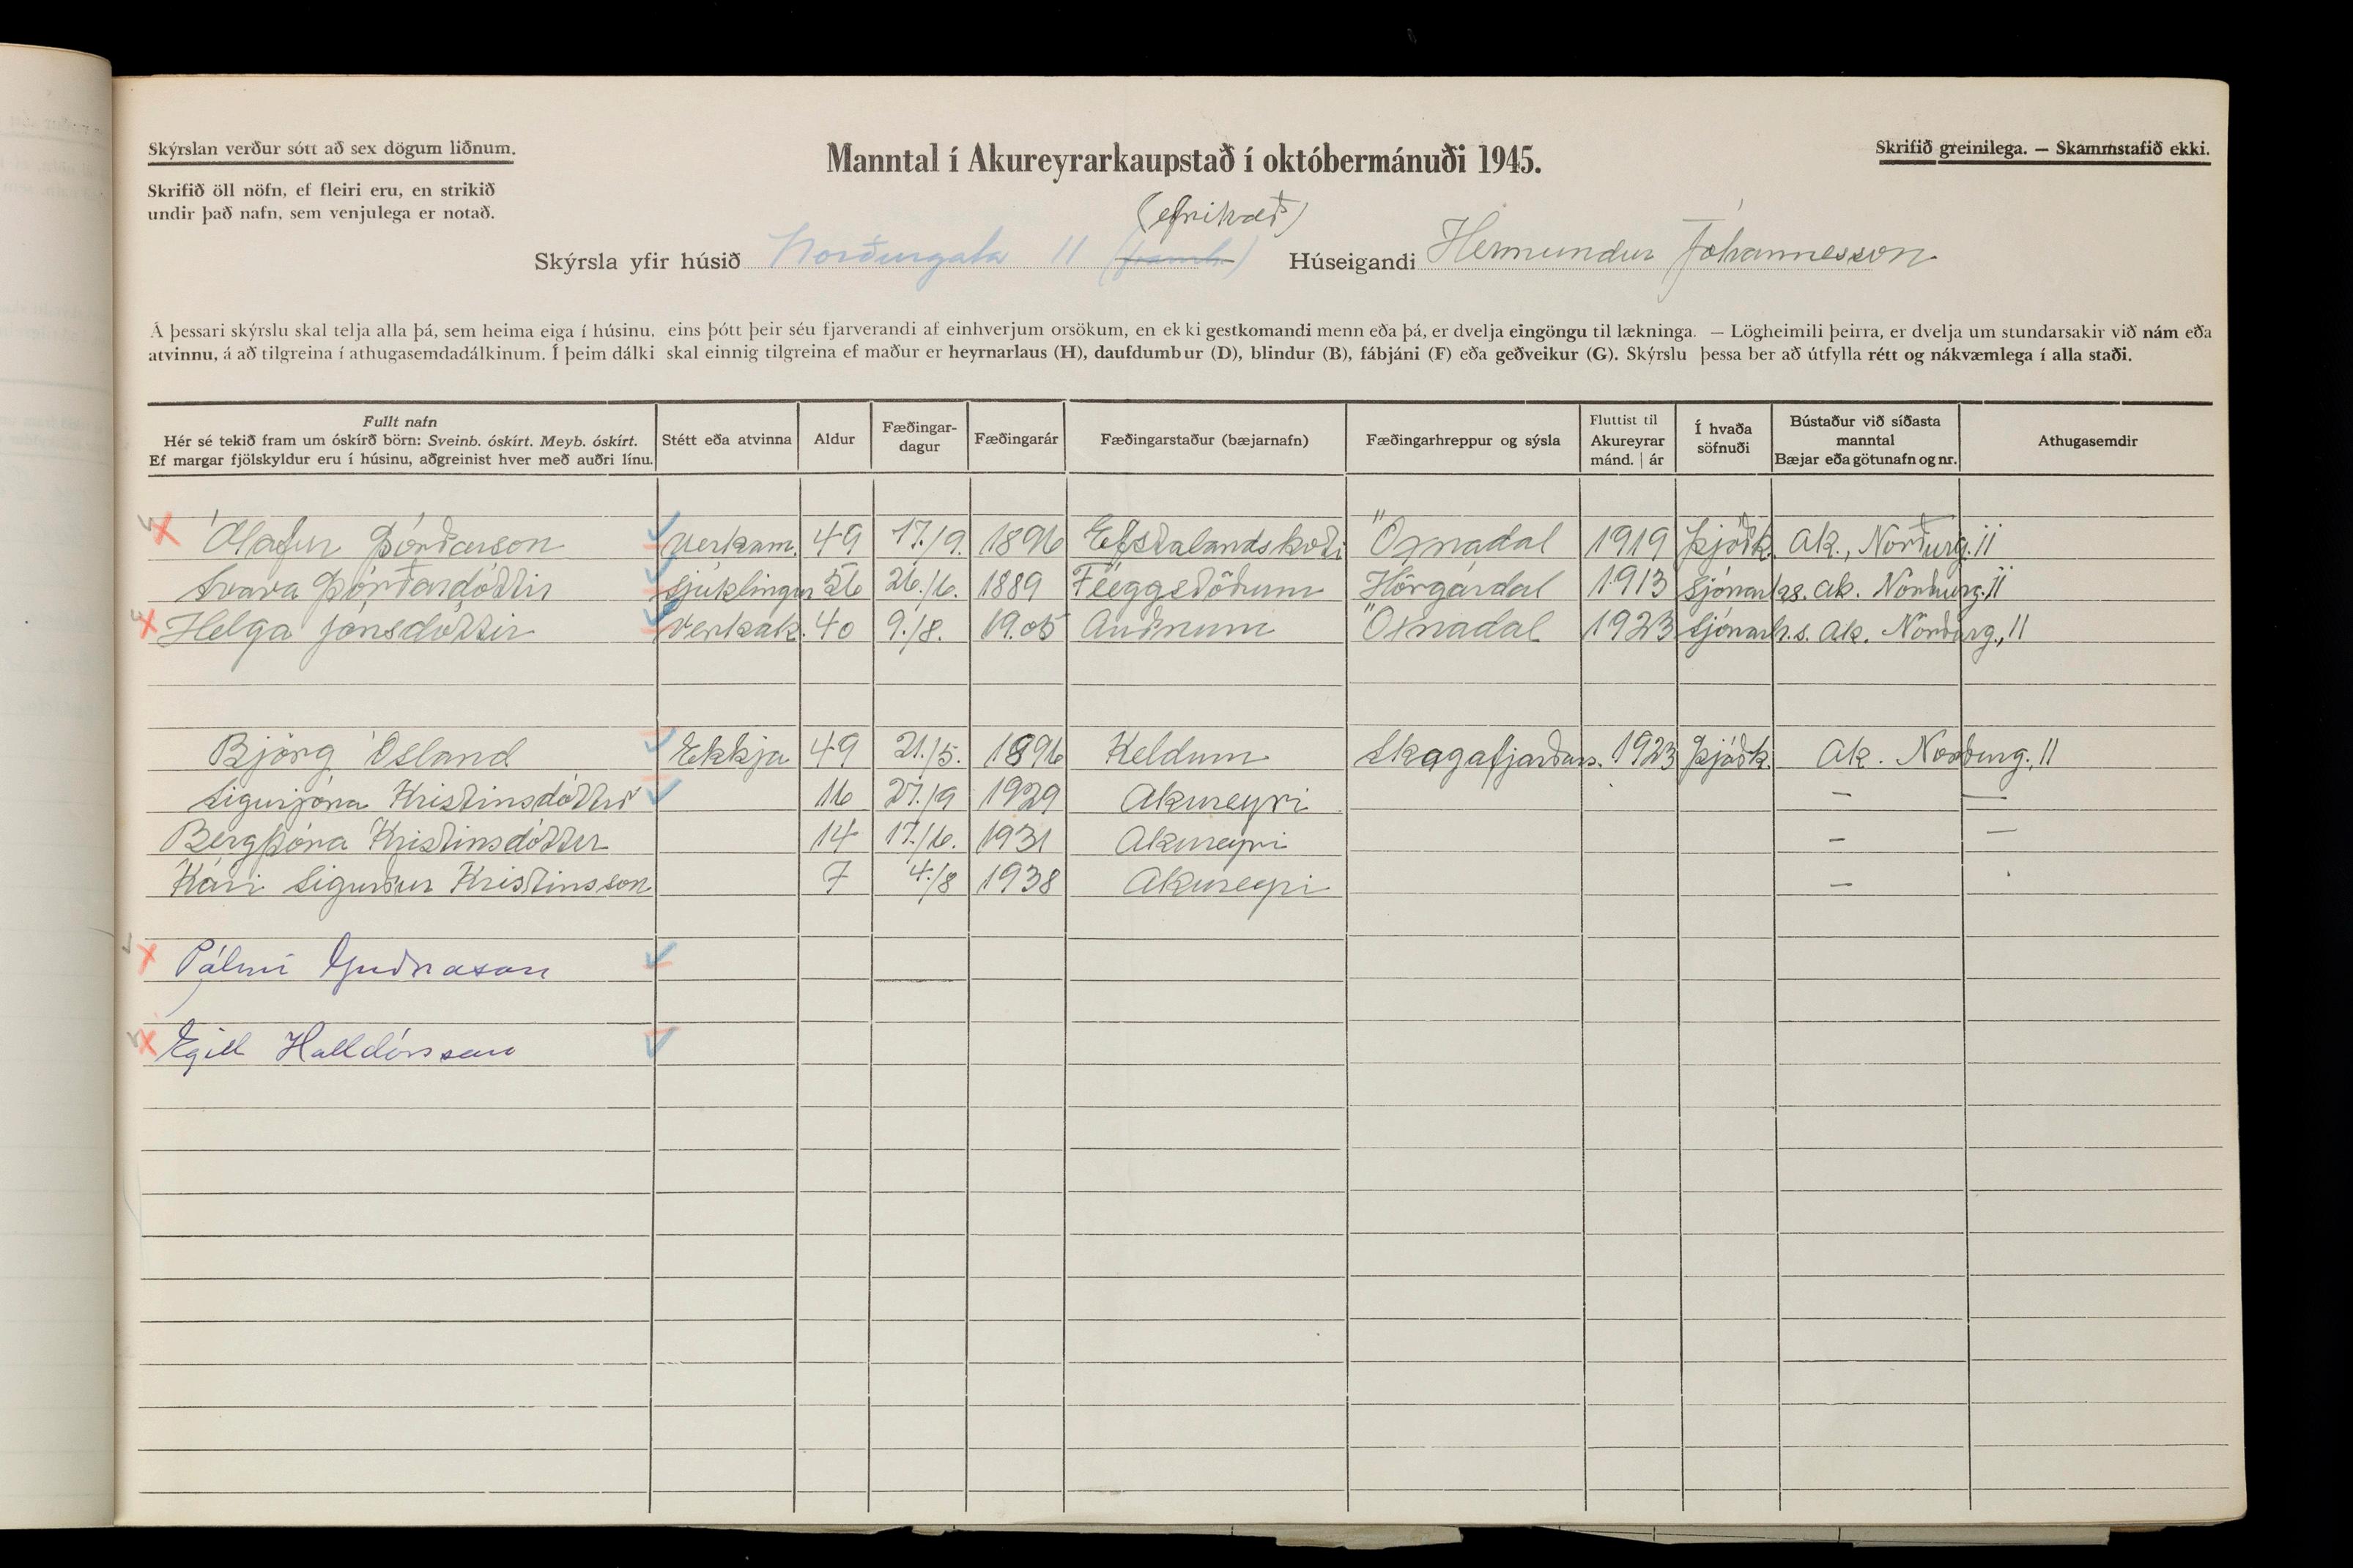 Skýrslan verður sótt að sex dögum liðnum.
Skrifið öll nöfn, ef fleiri eru, en strikið
undir það nafn, sem venjulega er notað.
Manntal í Akureyrarkaupstað í októbermánuði 1945.
Skrifið greinilega. — Skammstafið ekki.
(efrihæð)
Skýrsla yfir húsið Norðurgata 11 (framh.) Húseigandi Hermundur Jóhannesson
Á þessari skýrslu skal telja alla þá, sem heima eiga í húsinu, eins þótt þeir séu fjarverandi af einhverjum orsökum, en ekki gestkomandi menn eða þá, er dvelja eingöngu til lækninga. — Lögheimili þeirra, er dvelja um stundarsakir við nám eða
atvinnu, á að tilgreina í athugasemdadálkinum. Í þeim dálki skal einnig tilgreina ef maður er heyrnarlaus (H), daufdumbur (D), blindur (B), fábjáni (F) eða geðveikur (G). Skýrslu þessa ber að útfylla rétt og nákvæmlega í alla staði.
Fullt nafn
Hér sé tekið fram um óskírð börn: Sveinb. óskírt. Meyb. óskírt.
Ef margar fjölskyldur eru í húsinu, aðgreinist hver með auðri línu.
Stétt eða atvinna
Aldur
Fæðingar-
dagur
Fæðingarár
Fæðingarstaður (bæjarnafn)
Fæðingarhreppur og sýsla
Fluttist til
Akureyrar
mánd. | ár
Í hvaða
söfnuði
Bústaður við síðasta
manntal
Bæjar eða götunafn og nr.
Athugasemdir
Ólafur Þórðarson verkam. 49 17./9. 1896 Efstalandskoti Öxnadal 1919 Þjóðk. Ak., Norðurg. 11
Svava Þórðardóttir sjúklingur 56 26./6. 1889 Flöggstöðum Hörgárdal 1913 Sjónarh.s. Ak. Norðurg. 11
Helga Jónsdóttir Verkak. 40 9./8. 19.05 Auðnum Öxnadal 1923 Sjónarh.s. Ak. Norðurg., 11
Björg Ósland Ekkja 49 21./5. 1896 Keldum Skagafjarðars. 1923 Þjóðk. Ak. Norðurg., 11
Sigurjóna Kristinsdóttir 16 27./9 1929 Akureyri — —
Bergþóra Kristinsdóttir 14 17./6. 1931 Akureyri — —
Kári Sigurður Kristinsson 7 4./8 1938 Akureyri —
Pálmi Guðnason
Egill Halldórsson